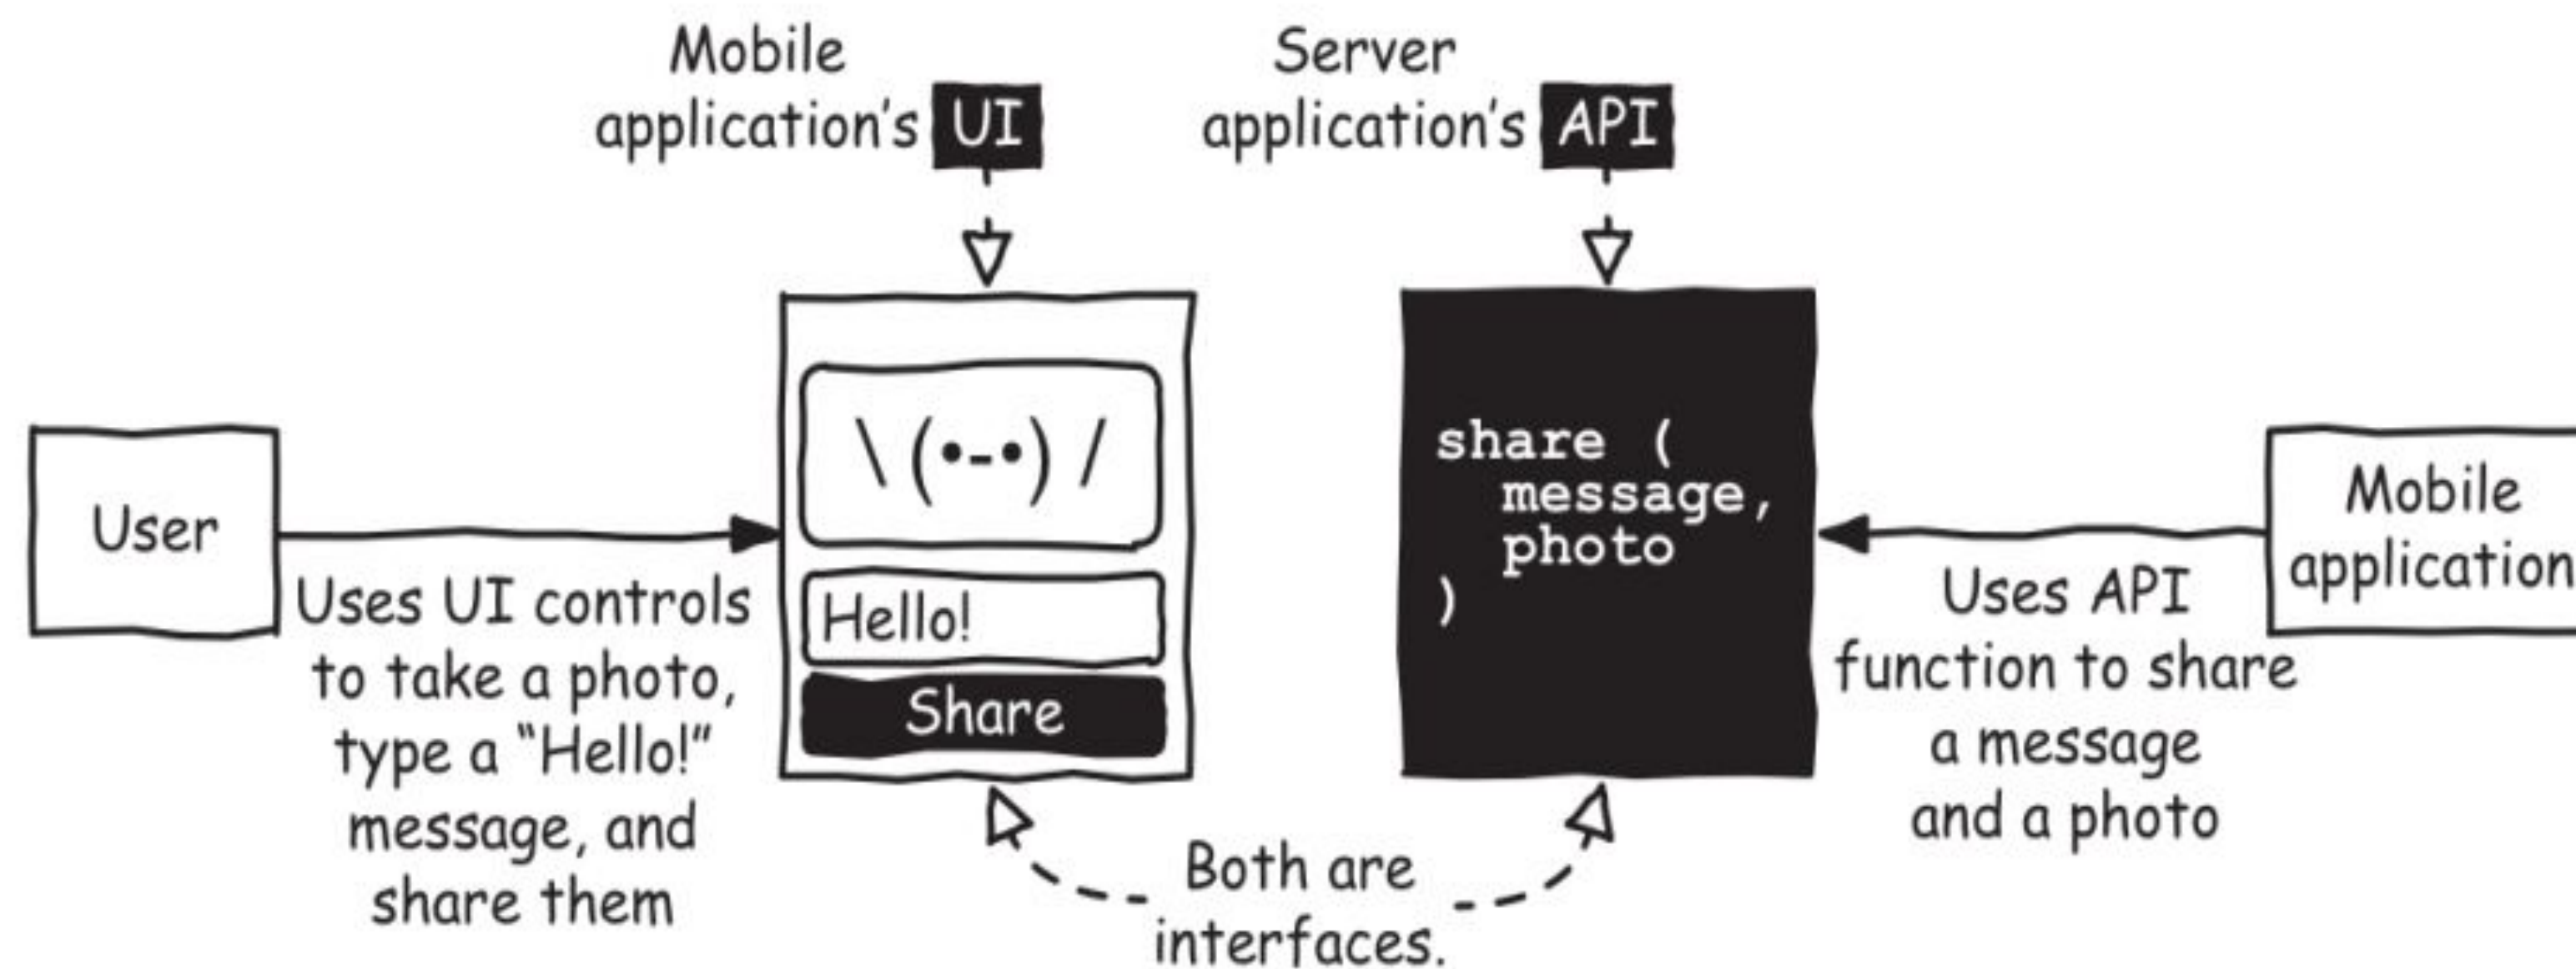 Mobile
application's UI
Server
application's API
User
Uses UI controls
to take a photo,
type a “Hello!”
message, and
share them
\ (•-•) /
Hello!
Share
share (
message,
photo
)
Mobile
application
Uses API
function to share
a message
and a photo
Both are
interfaces.